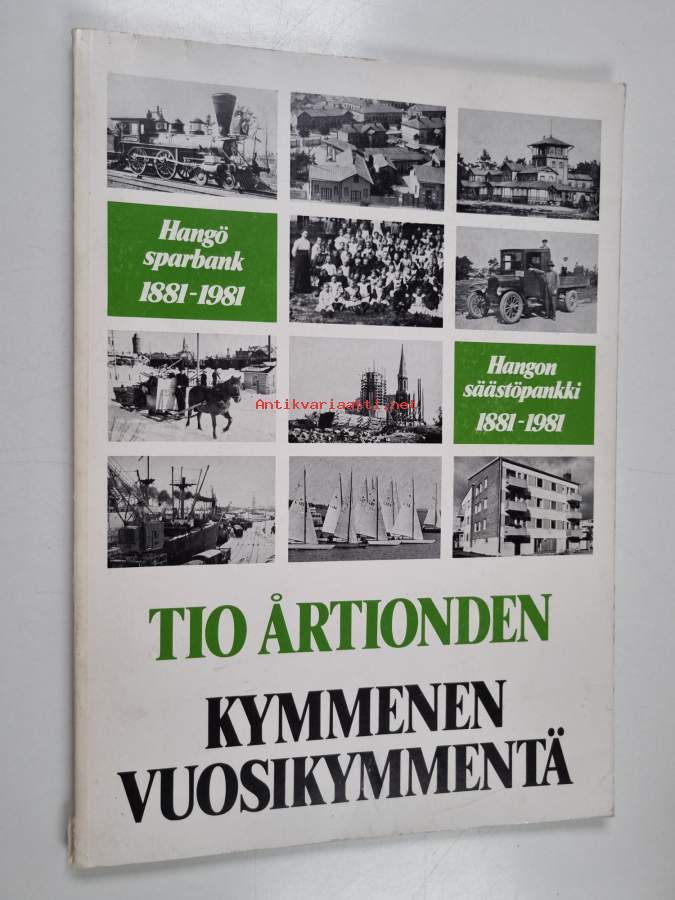 Hangö
sparbank
1881-1981
Hangon
säästöpankki
1881-1981
Antikvariaatti.net
TIO ÅRTIONDEN
KYMMENEN
VUOSIKYMMENTÄ